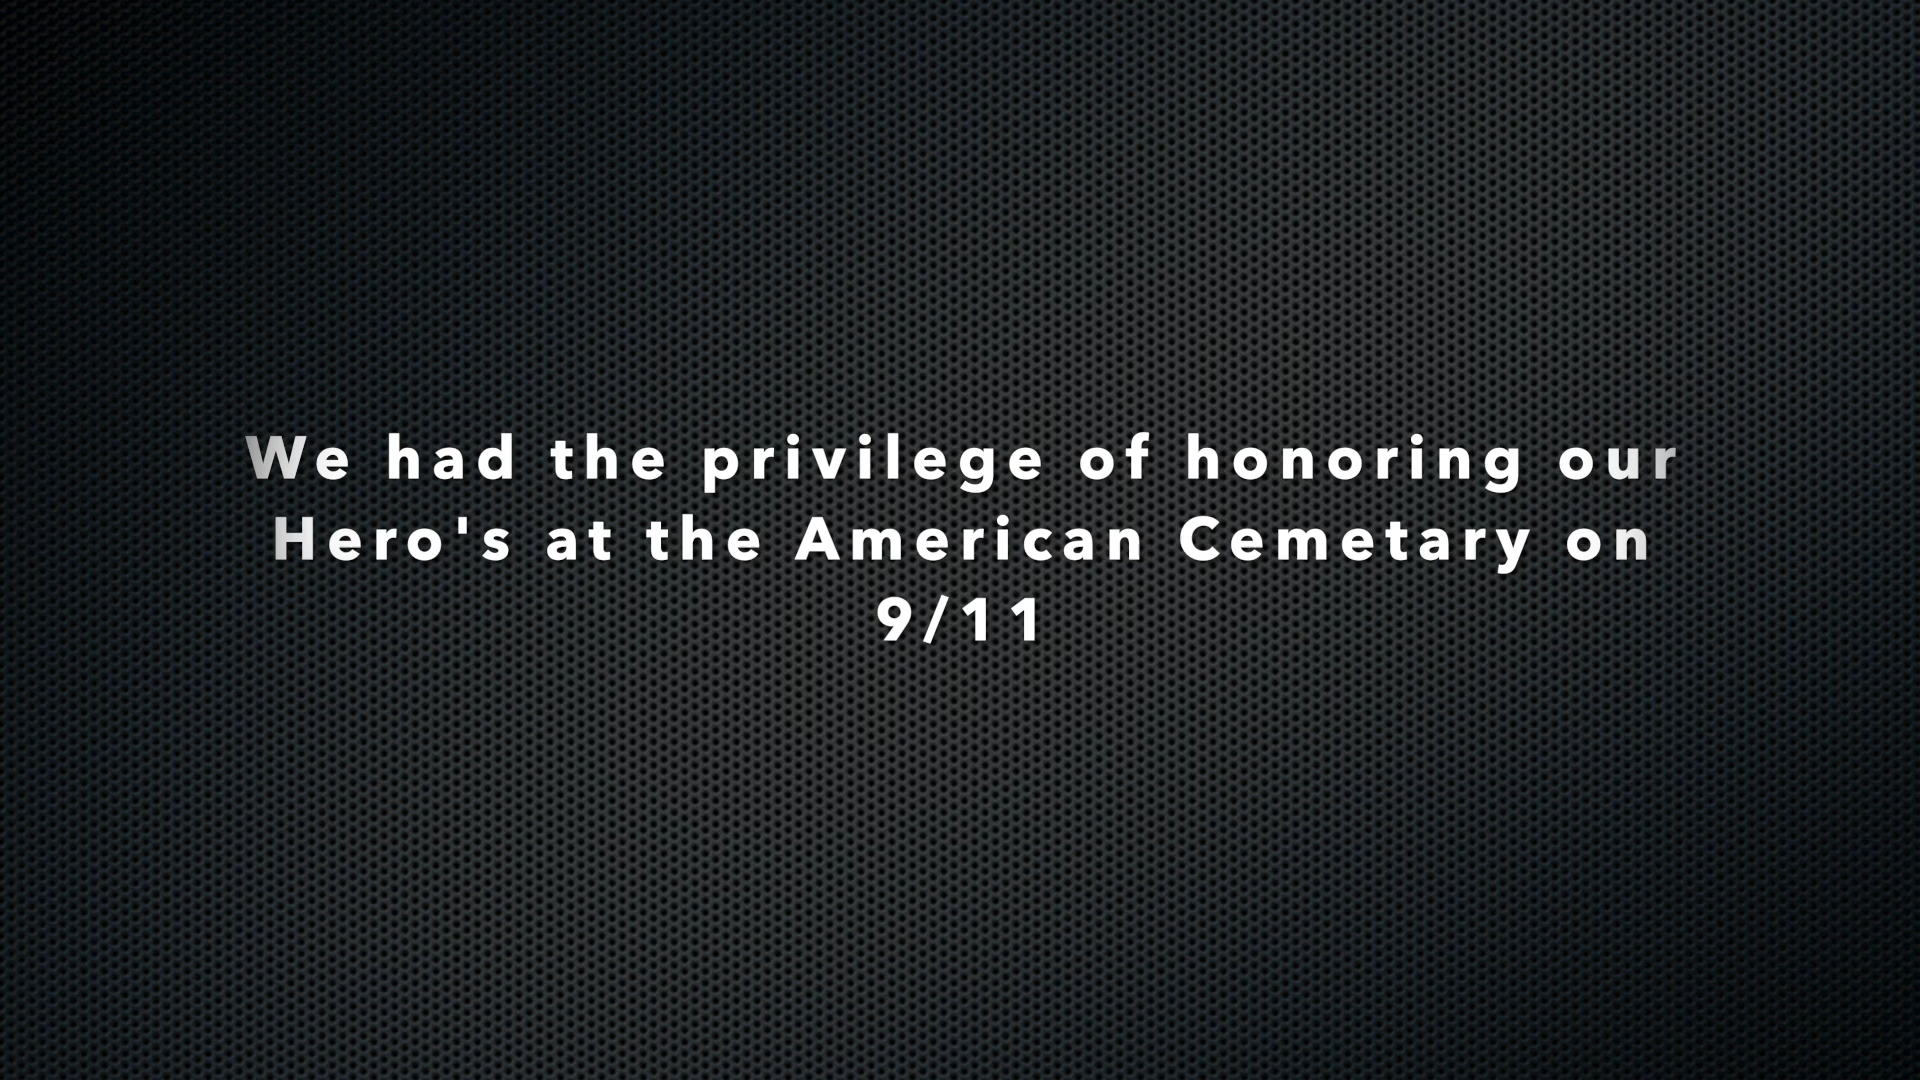 We had the privilege of honoring our
Hero's at the American Cemetary on
9/11